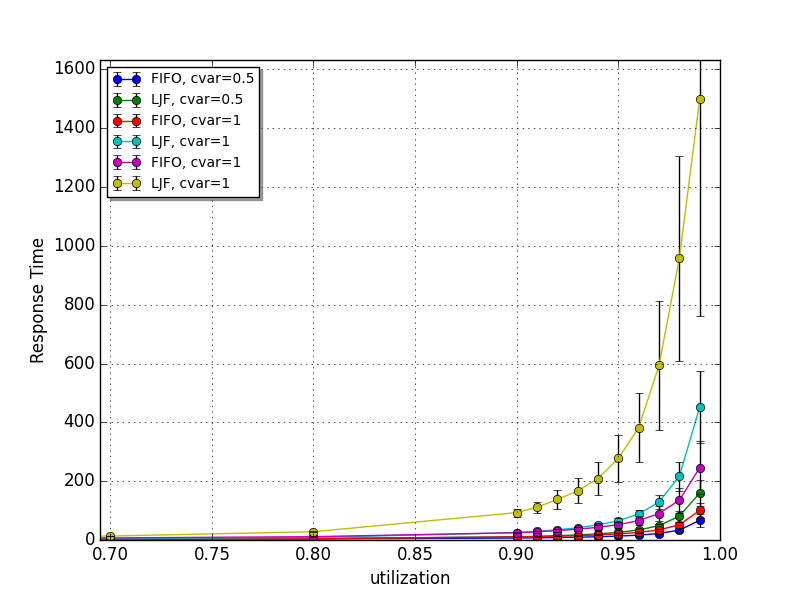 1600
1400
1200
1000
800
600
400
200
0
Response Time
FIFO, cvar=0.5
LJF, cvar=0.5
FIFO, cvar=1
LJF, cvar=1
FIFO, cvar=1
LJF, cvar=1
0.70 0.75 0.80 0.85 0.90 0.95 1.00
utilization